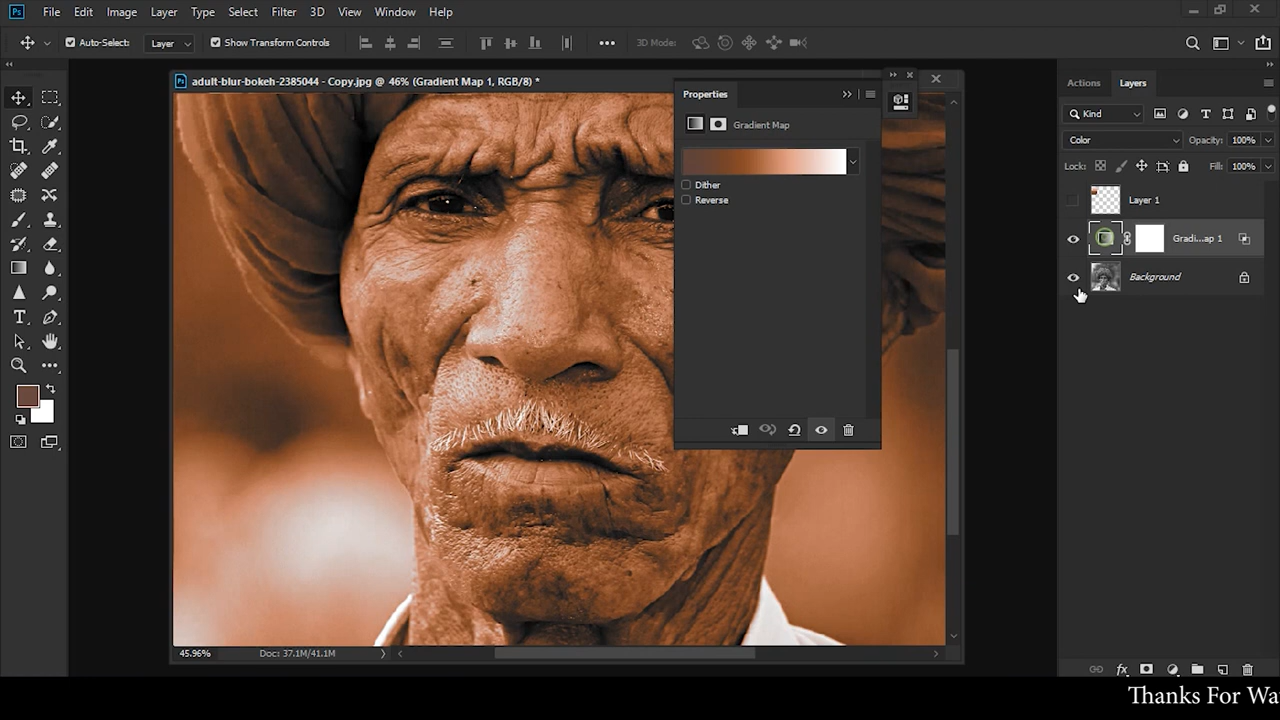 Ps File Edit Image Layer Type Select Filter 3D View Window Help
Auto-Select: Layer Show Transform Controls 3D Mode:
Ps adult-blur-bokeh-2385044 - Copy.jpg @ 46% (Gradient Map 1, RGB/8) *
Properties
Gradient Map
Dither
Reverse
Actions Layers
Kind
Color Opacity: 100%
Lock: Fill: 100%
Layer 1
Gradi...ap 1
Background
45.96% Doc: 37.1M/41.1M
fx
Thanks For Wa